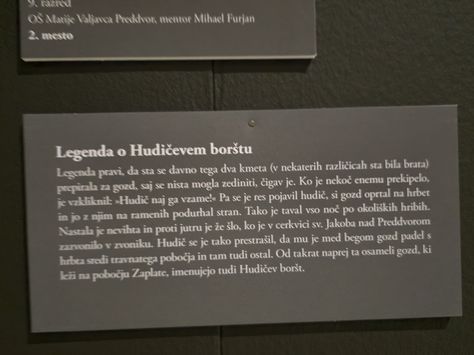 9. razred
OŠ Matije Valjavca Preddvor, mentor Mihael Furjan
2. mesto
Legenda o Hudičevem borštu
Legenda pravi, da sta se davno tega dva kmeta (v nekaterih različicah sta bila brata)
prepirala za gozd, saj se nista mogla zediniti, čigav je. Ko je nekoč enemu prekipelo,
je vzkliknil: »Hudič naj ga vzame!« Pa se je res pojavil hudič, si gozd oprtal na hrbet
in jo z njim na ramenih podurhal stran. Tako je taval vso noč po okoliških hribih.
Nastala je nevihta in proti jutru je že šlo, ko je v cerkvici sv. Jakoba nad Preddvorom
zazvonilo v zvoniku. Hudič se je tako prestrašil, da mu je med begom gozd padel s
hrbta sredi travnatega pobočja in tam tudi ostal. Od takrat naprej ta osameli gozd, ki
leži na pobočju Zaplate, imenujejo tudi Hudičev boršt.